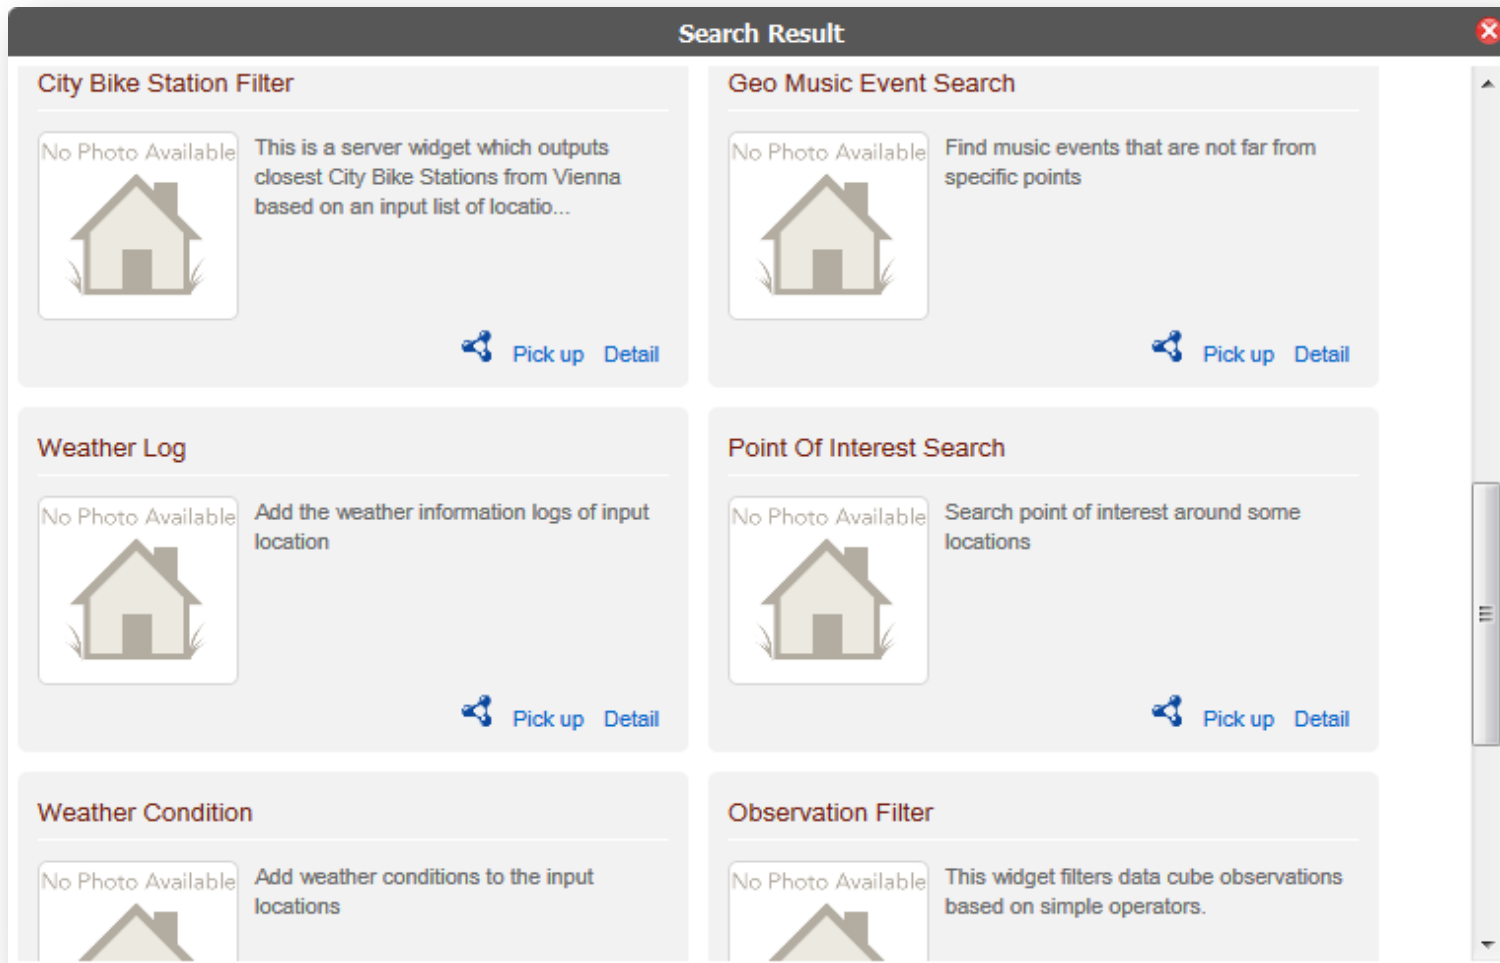 Search Result
City Bike Station Filter
No Photo Available
This is a server widget which outputs
closest City Bike Stations from Vienna
based on an input list of locatio...
Pick up Detail
Geo Music Event Search
No Photo Available
Find music events that are not far from
specific points
Pick up Detail
Weather Log
No Photo Available
Add the weather information logs of input
location
Pick up Detail
Point Of Interest Search
No Photo Available
Search point of interest around some
locations
Pick up Detail
Weather Condition
No Photo Available
Add weather conditions to the input
locations
Observation Filter
No Photo Available
This widget filters data cube observations
based on simple operators.